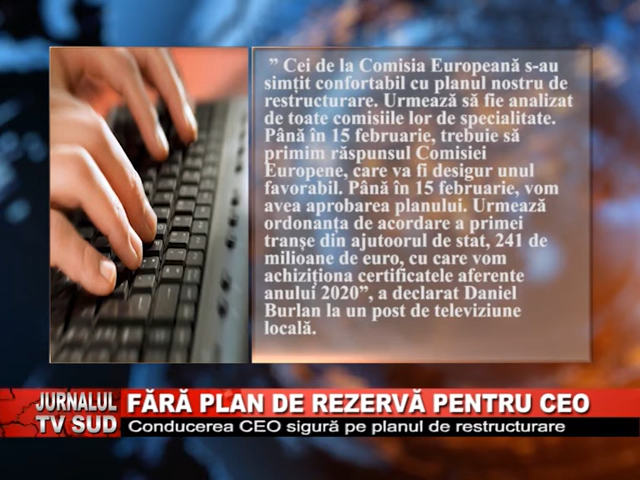 ” Cei de la Comisia Europeană s-au
simțit confortabil cu planul nostru de
restructurare. Urmează să fie analizat
de toate comisiile lor de specialitate.
Până în 15 februarie, trebuie să
primim răspunsul Comisiei
Europene, care va fi desigur unul
favorabil. Până în 15 februarie, vom
avea aprobarea planului. Urmează
ordonanța de acordare a primei
tranșe din ajutoorul de stat, 241 de
milioane de euro, cu care vom
achiziționa certificatele aferente
anului 2020”, a declarat Daniel
Burlan la un post de televiziune
locală.
JURNALUL
TV SUD
FĂRĂ PLAN DE REZERVĂ PENTRU CEO
Conducerea CEO sigură pe planul de restructurare